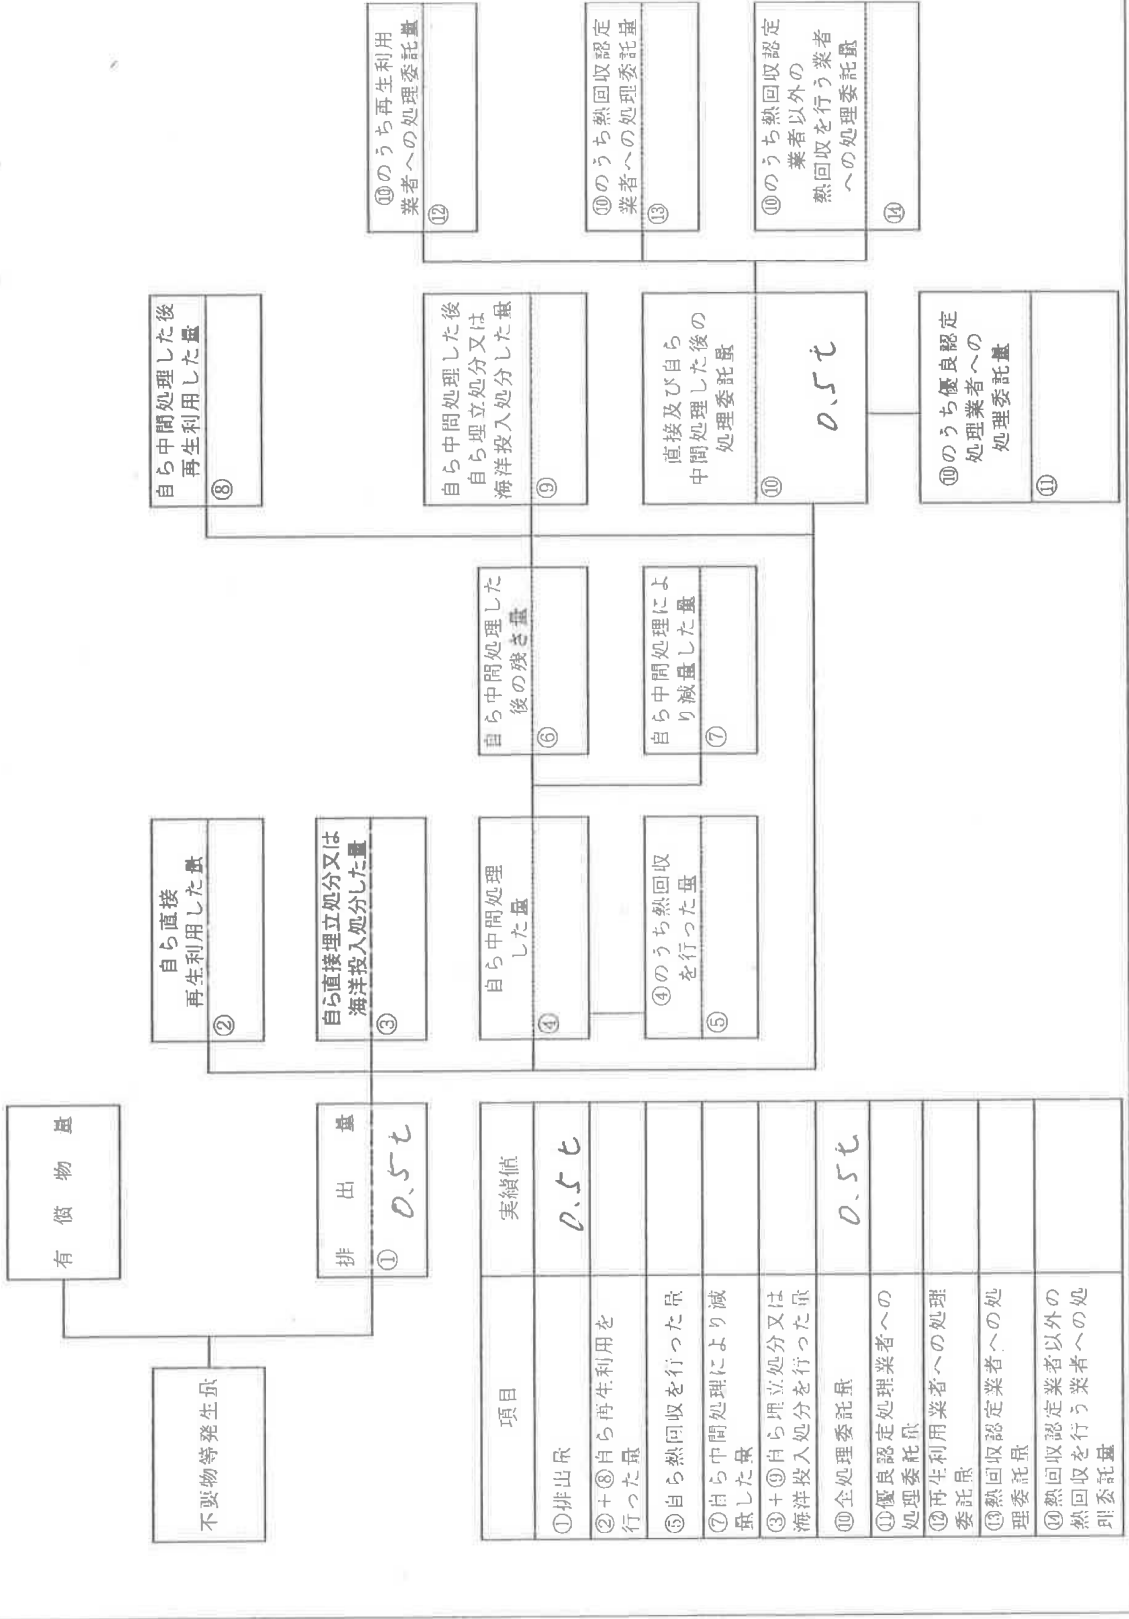 有償物量
不要物等発生量
排出量
①
0.5t
自ら直接
再生利用した量
②
自ら直接埋立処分又は
海洋投入処分した量
③
自ら中間処理
した量
④
④のうち熱回収
を行った量
⑤
自ら中間処理した
後の残さ量
⑥
自ら中間処理によ
り減量した量
⑦
自ら中間処理した後
再生利用した量
⑧
自ら中間処理した後
自ら埋立処分又は
海洋投入処分した量
⑨
直接及び自ら
中間処理した後の
処理委託量
⑩
0.5t
⑩のうち優良認定
処理業者への
処理委託量
⑪
⑪のうち再生利用
業者への処理委託量
⑫
⑩のうち熱回収認定
業者への処理委託量
⑬
⑩のうち熱回収認定
業者以外の
熱回収を行う業者
への処理委託量
⑭
項目
実績値
①排出量
0.5t
②+⑧自ら再生利用を
行った量
⑤自ら熱回収を行った量
⑦自ら中間処理により減
量した量
③+⑨自ら埋立処分又は
海洋投入処分を行った量
⑩全処理委託量
0.5t
⑪優良認定処理業者への
処理委託量
⑫再生利用業者への処理
委託量
⑬熱回収認定業者への処
理委託量
⑭熱回収認定業者以外の
熱回収を行う業者への処
理委託量